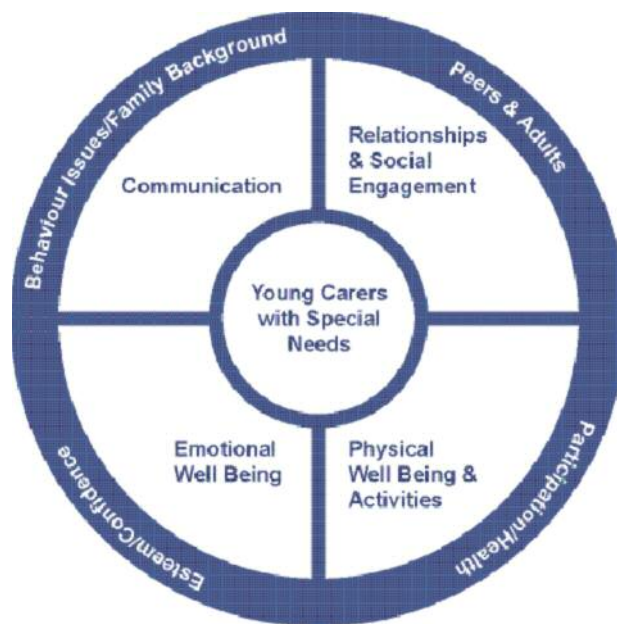 Behaviour Issues/Family Background
Peers & Adults
Communication
Relationships
& Social
Engagement
Young Carers
with Special
Needs
Emotional
Well Being
Physical
Well Being &
Activities
Esteem/Confidence
Participation/Health